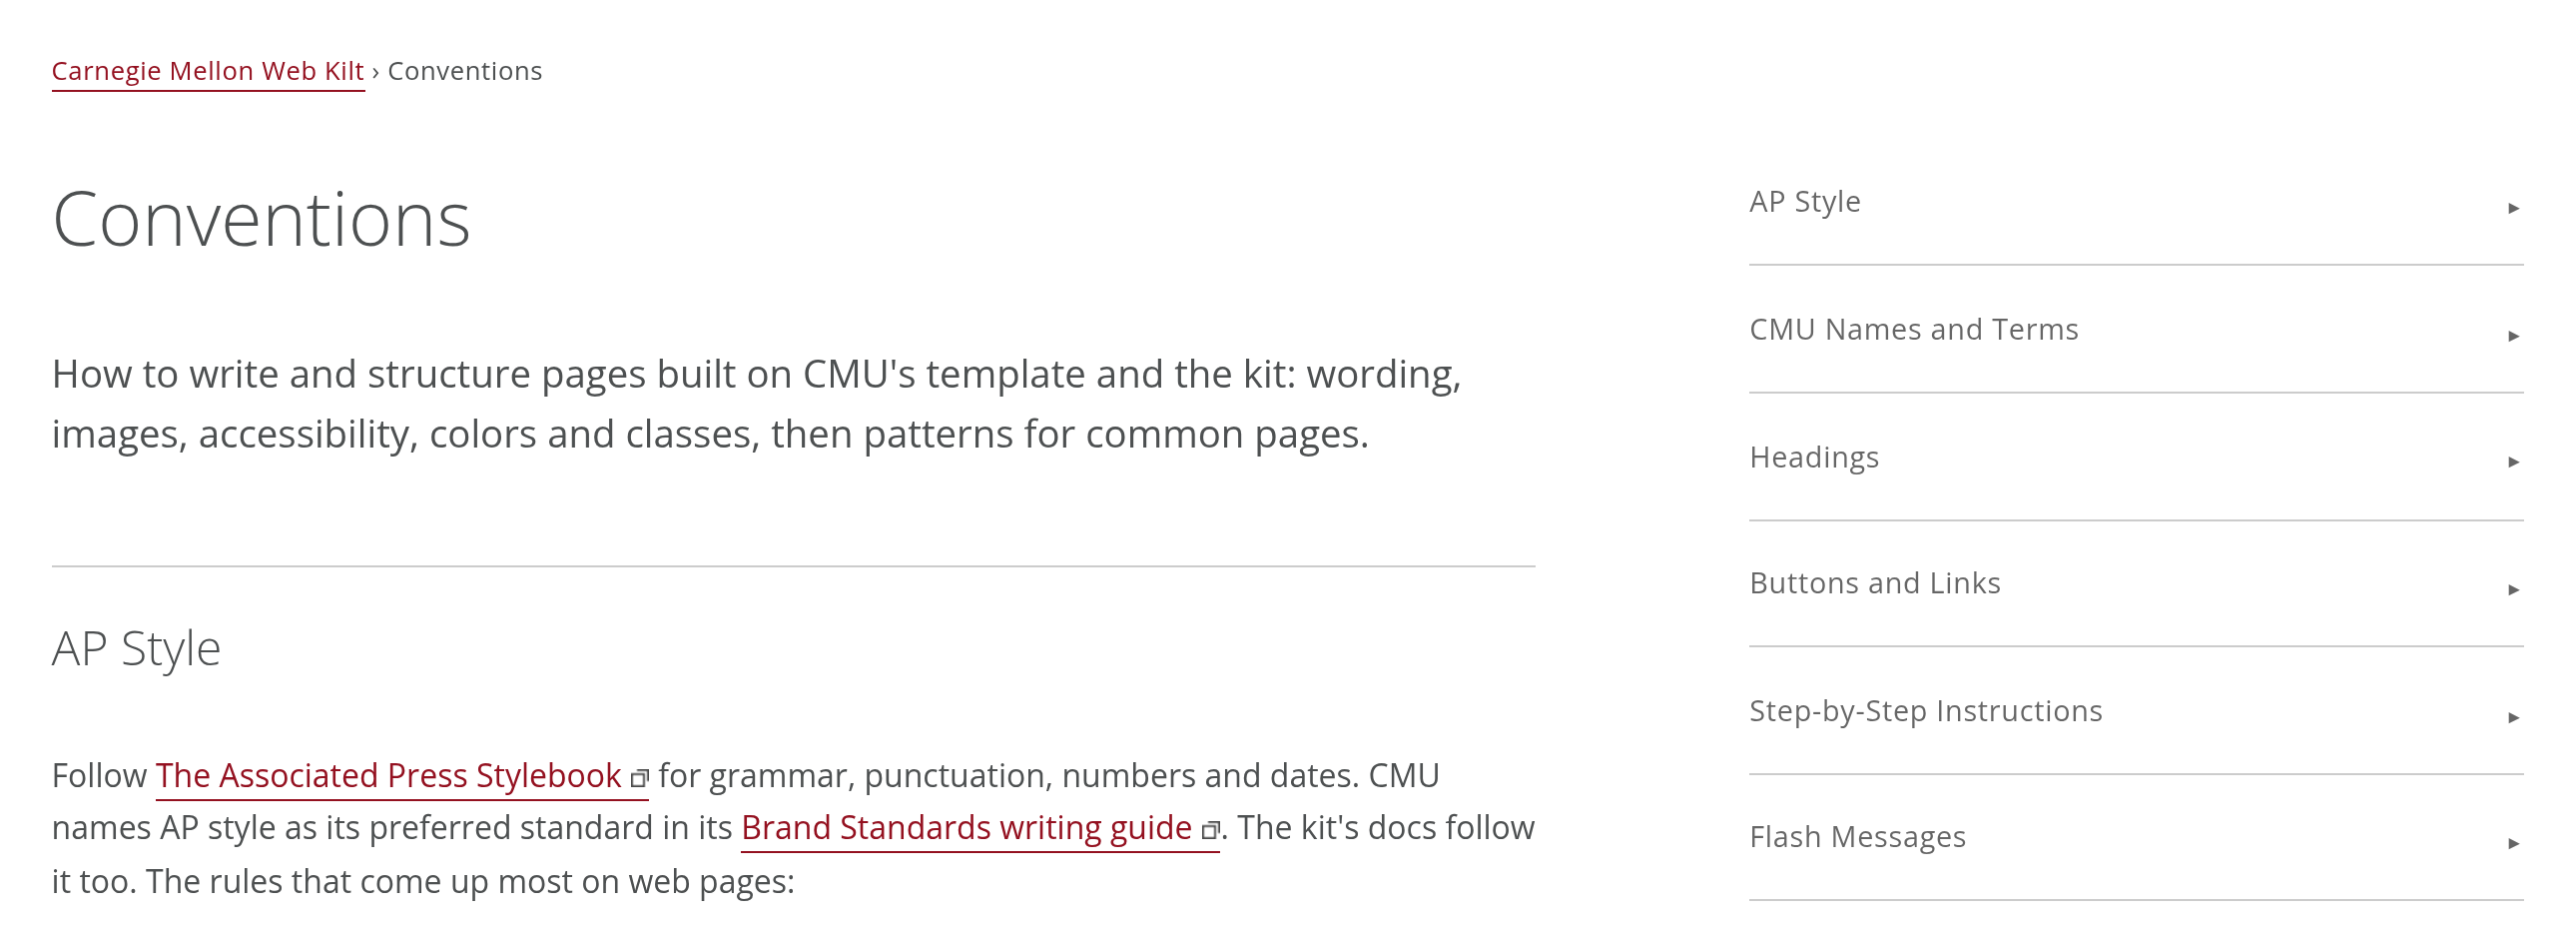 Carnegie Mellon Web Kilt › Conventions
Conventions
How to write and structure pages built on CMU's template and the kit: wording,
images, accessibility, colors and classes, then patterns for common pages.
AP Style
Follow The Associated Press Stylebook for grammar, punctuation, numbers and dates. CMU
names AP style as its preferred standard in its Brand Standards writing guide. The kit's docs follow
it too. The rules that come up most on web pages:
AP Style
CMU Names and Terms
Headings
Buttons and Links
Step-by-Step Instructions
Flash Messages